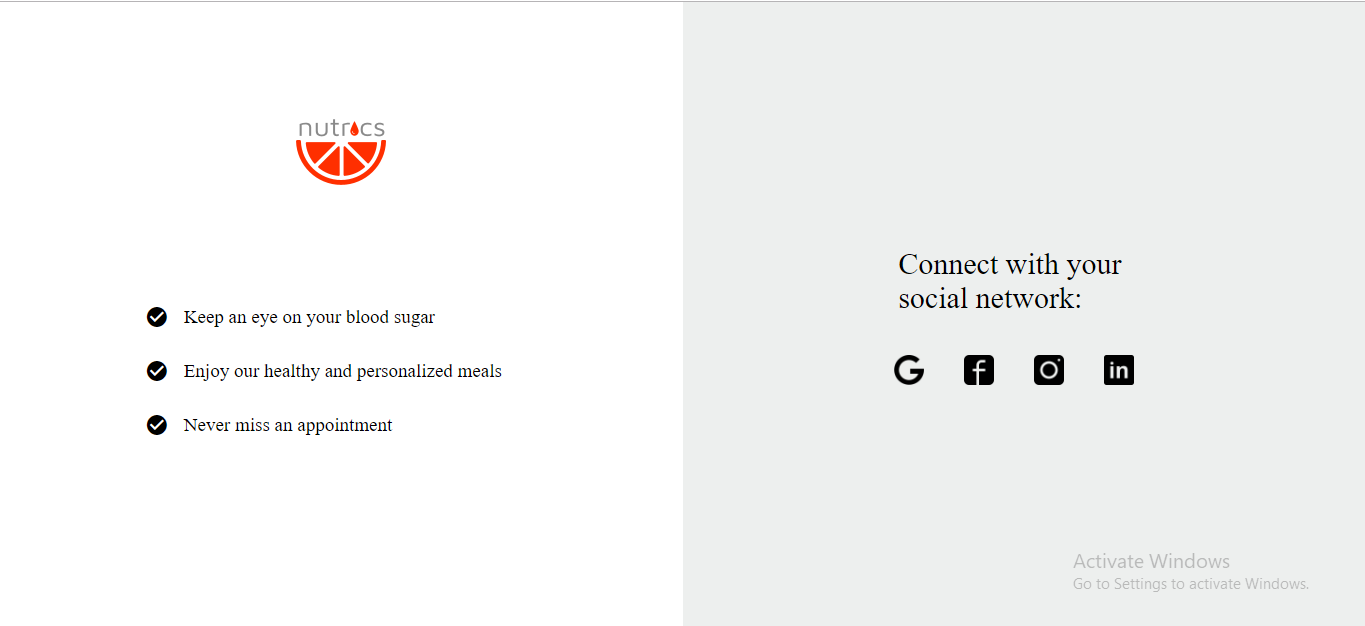 nutrics
Keep an eye on your blood sugar
Enjoy our healthy and personalized meals
Never miss an appointment
Connect with your
social network:
G f in
Activate Windows
Go to Settings to activate Windows.